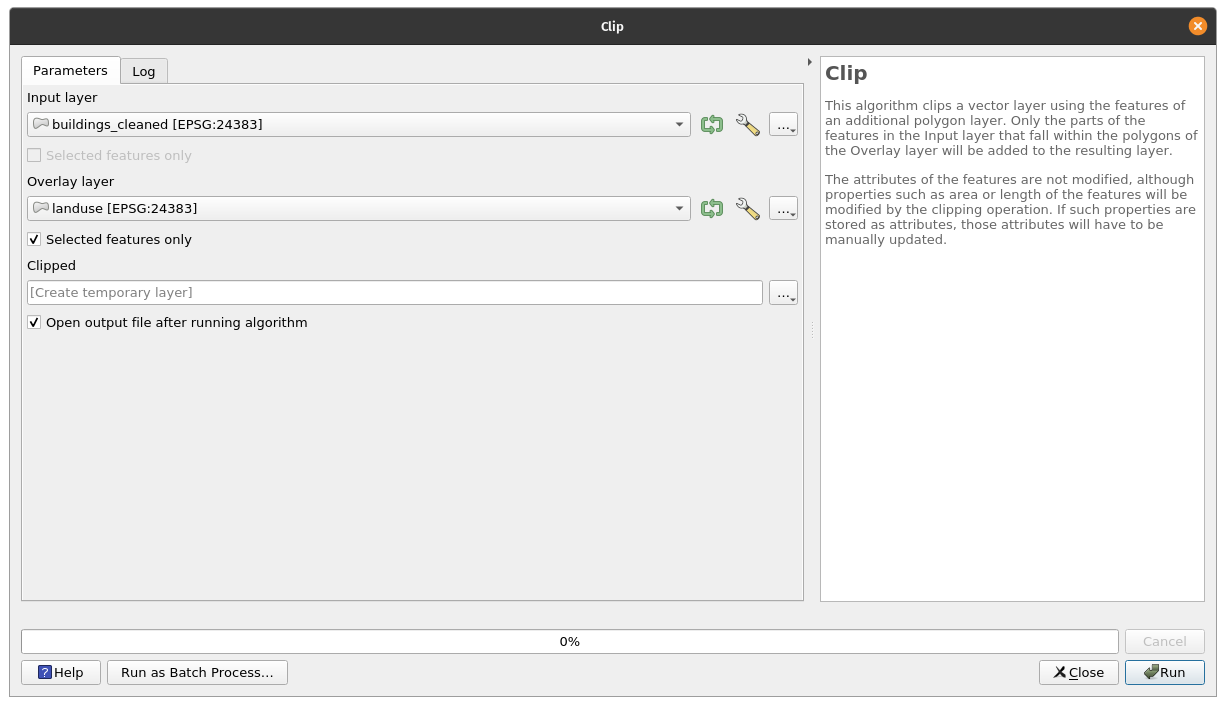 Clip
Parameters
Log
Input layer
buildings_cleaned [EPSG:24383]
...
Selected features only
Overlay layer
landuse [EPSG:24383]
...
Selected features only
Clipped
[Create temporary layer]
...
Open output file after running algorithm
Clip
This algorithm clips a vector layer using the features of
an additional polygon layer. Only the parts of the
features in the Input layer that fall within the polygons of
the Overlay layer will be added to the resulting layer.
The attributes of the features are not modified, although
properties such as area or length of the features will be
modified by the clipping operation. If such properties are
stored as attributes, those attributes will have to be
manually updated.
0%
Cancel
? Help
Run as Batch Process...
Close
Run